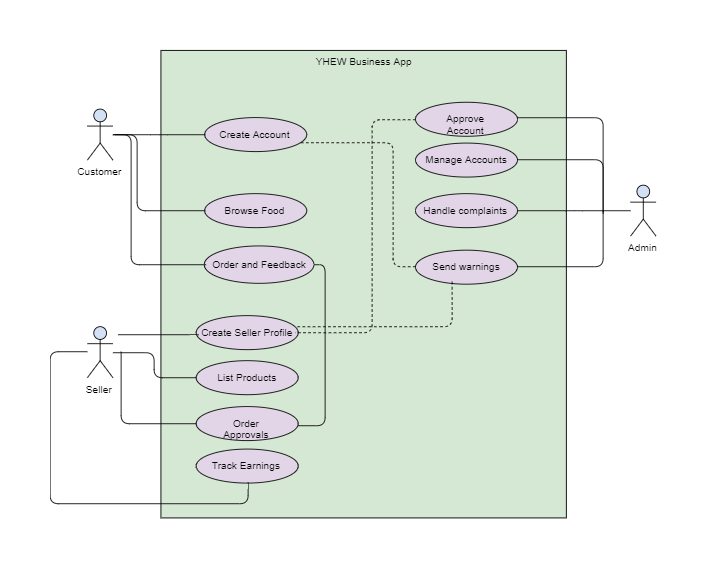 YHEW Business App
Customer
Create Account
Browse Food
Order and Feedback
Seller
Create Seller Profile
List Products
Order
Approvals
Track Earnings
Approve
Account
Manage Accounts
Handle complaints
Send warnings
Admin